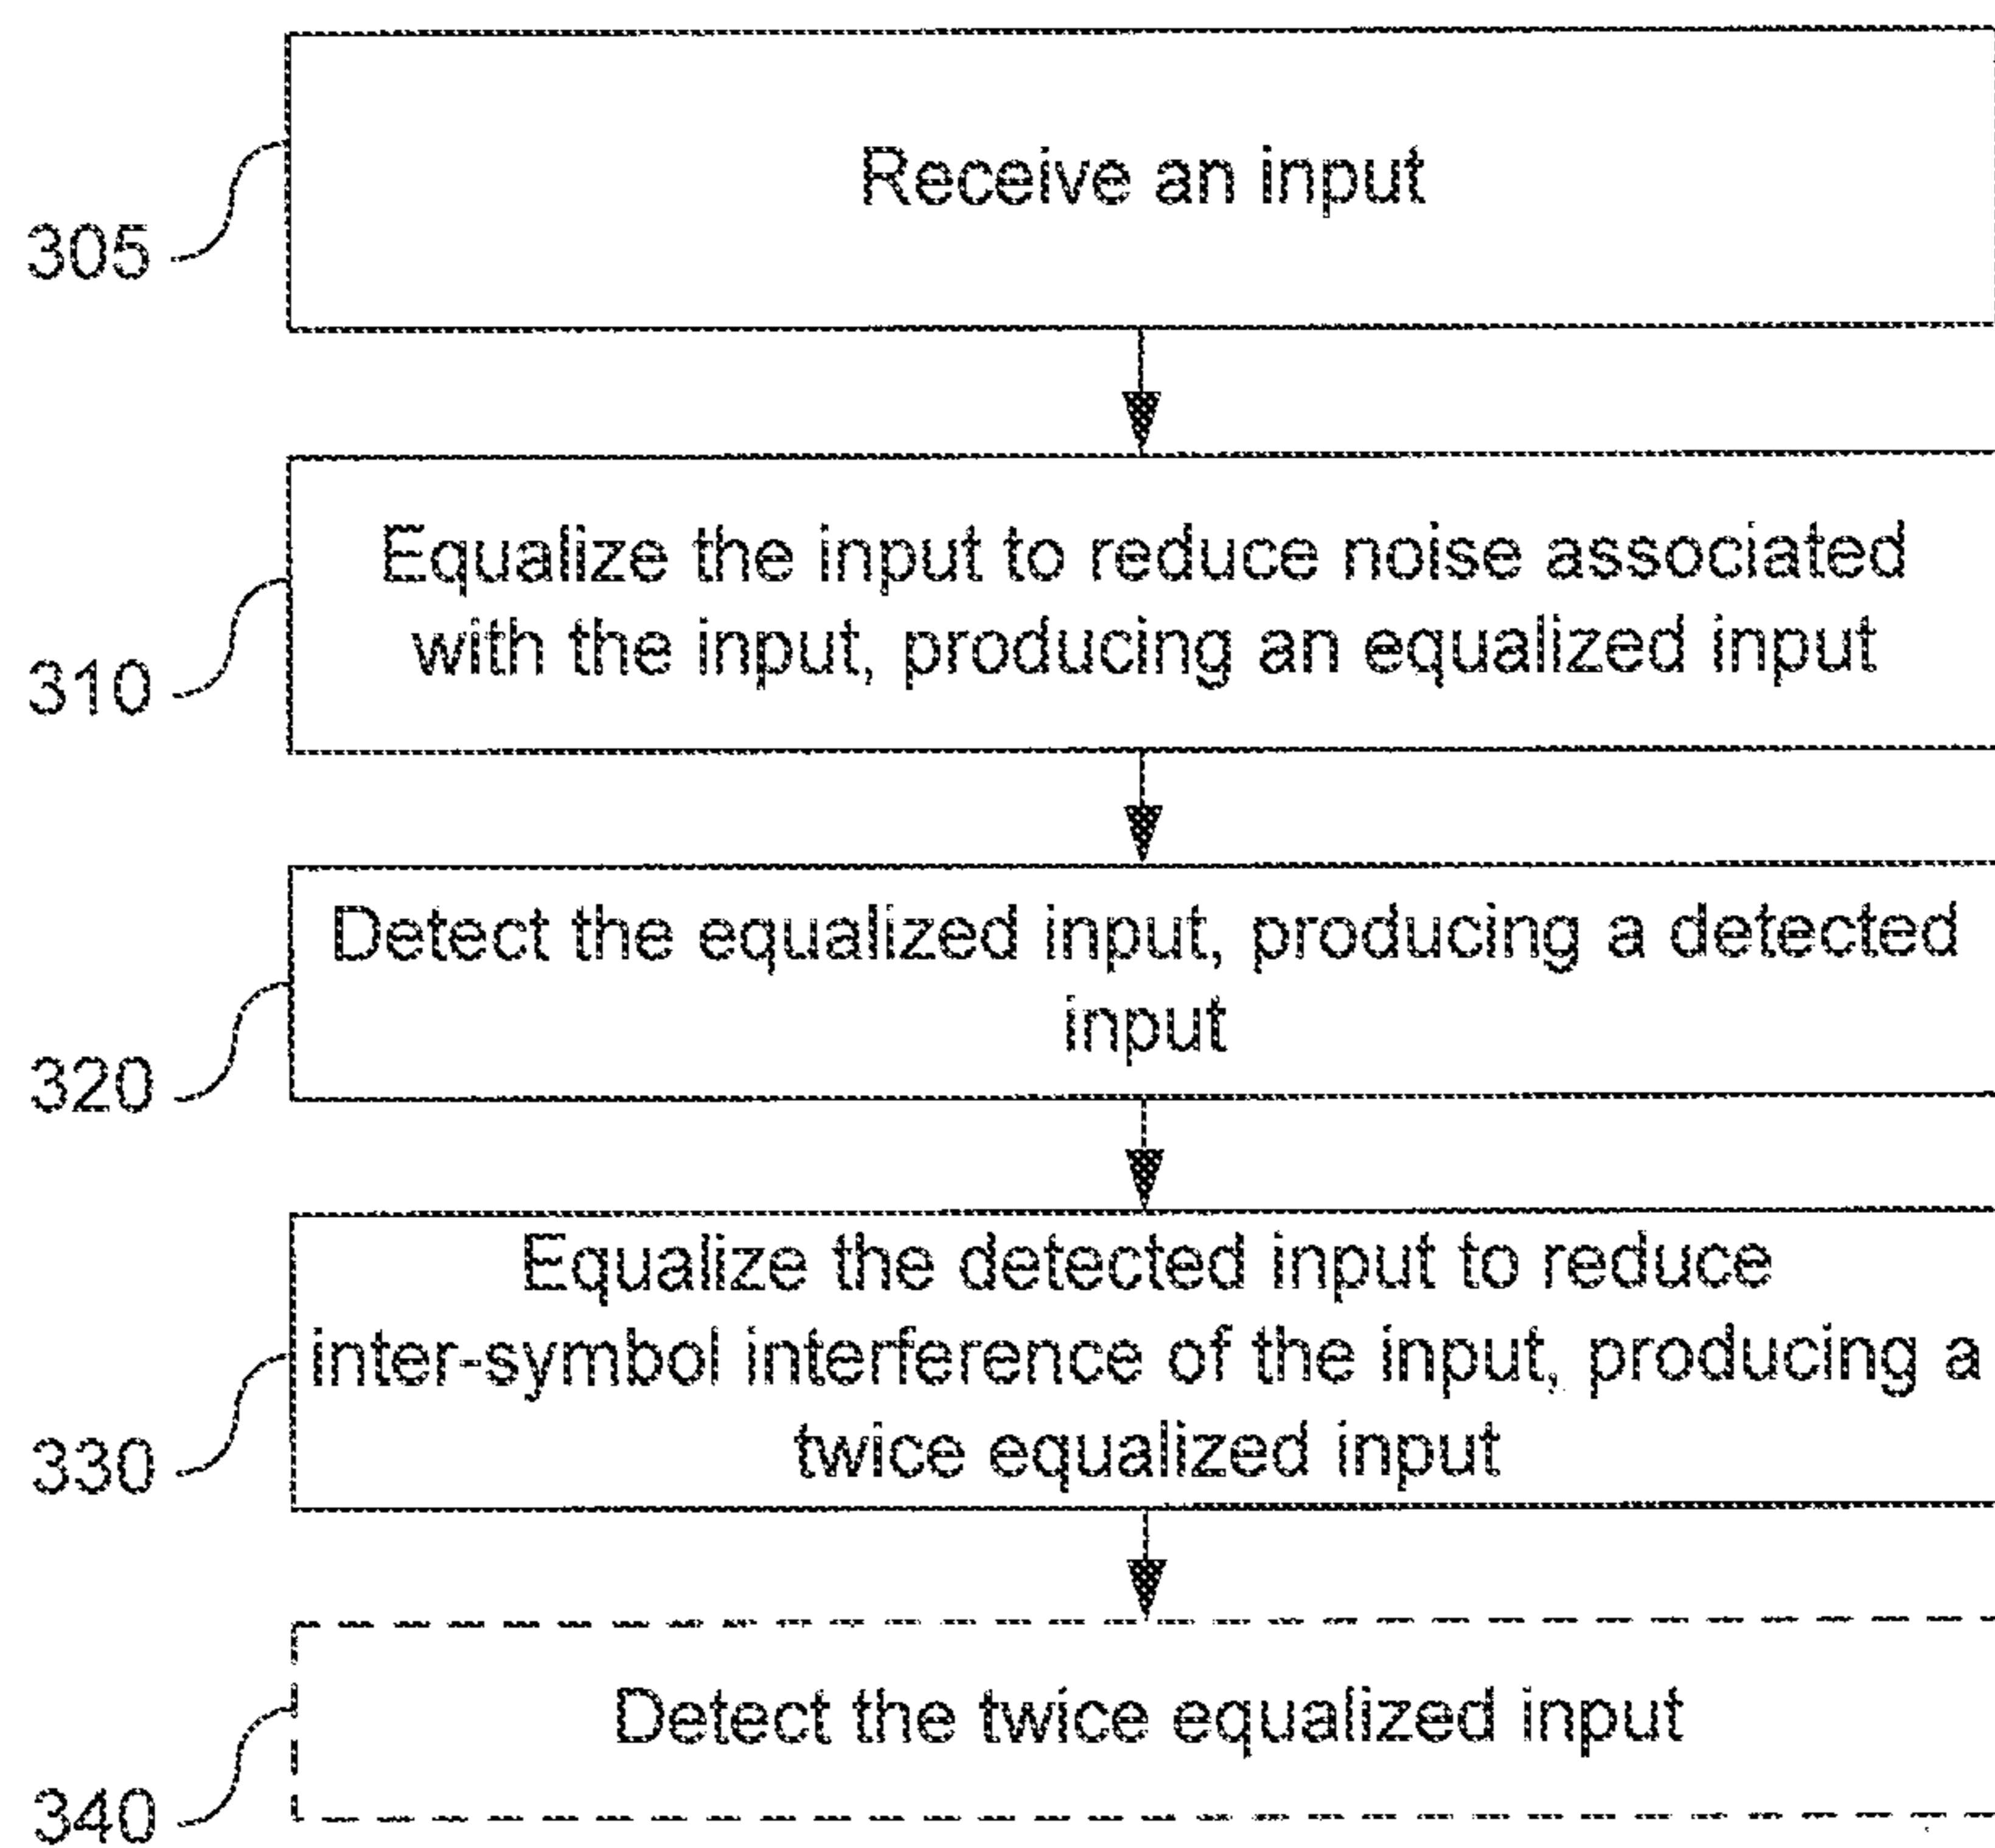 Receive an input
305
Equalize the input to reduce noise associated
with the input, producing an equalized input
310
Detect the equalized input, producing a detected
input
320
Equalize the detected input to reduce
inter-symbol interference of the input, producing a
twice equalized input
330
Detect the twice equalized input
340